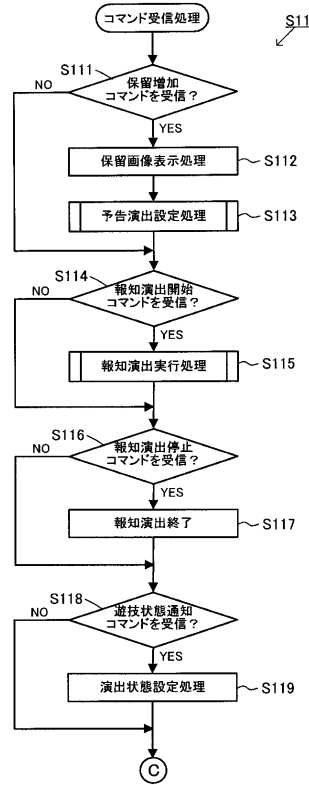 コマンド受信処理
S11
S111
保留増加
コマンドを受信？
NO
YES
保留画像表示処理
S112
予告演出設定処理
S113
S114
報知演出開始
コマンドを受信？
NO
YES
報知演出実行処理
S115
S116
報知演出停止
コマンドを受信？
NO
YES
報知演出終了
S117
S118
遊技状態通知
コマンドを受信？
NO
YES
演出状態設定処理
S119
C